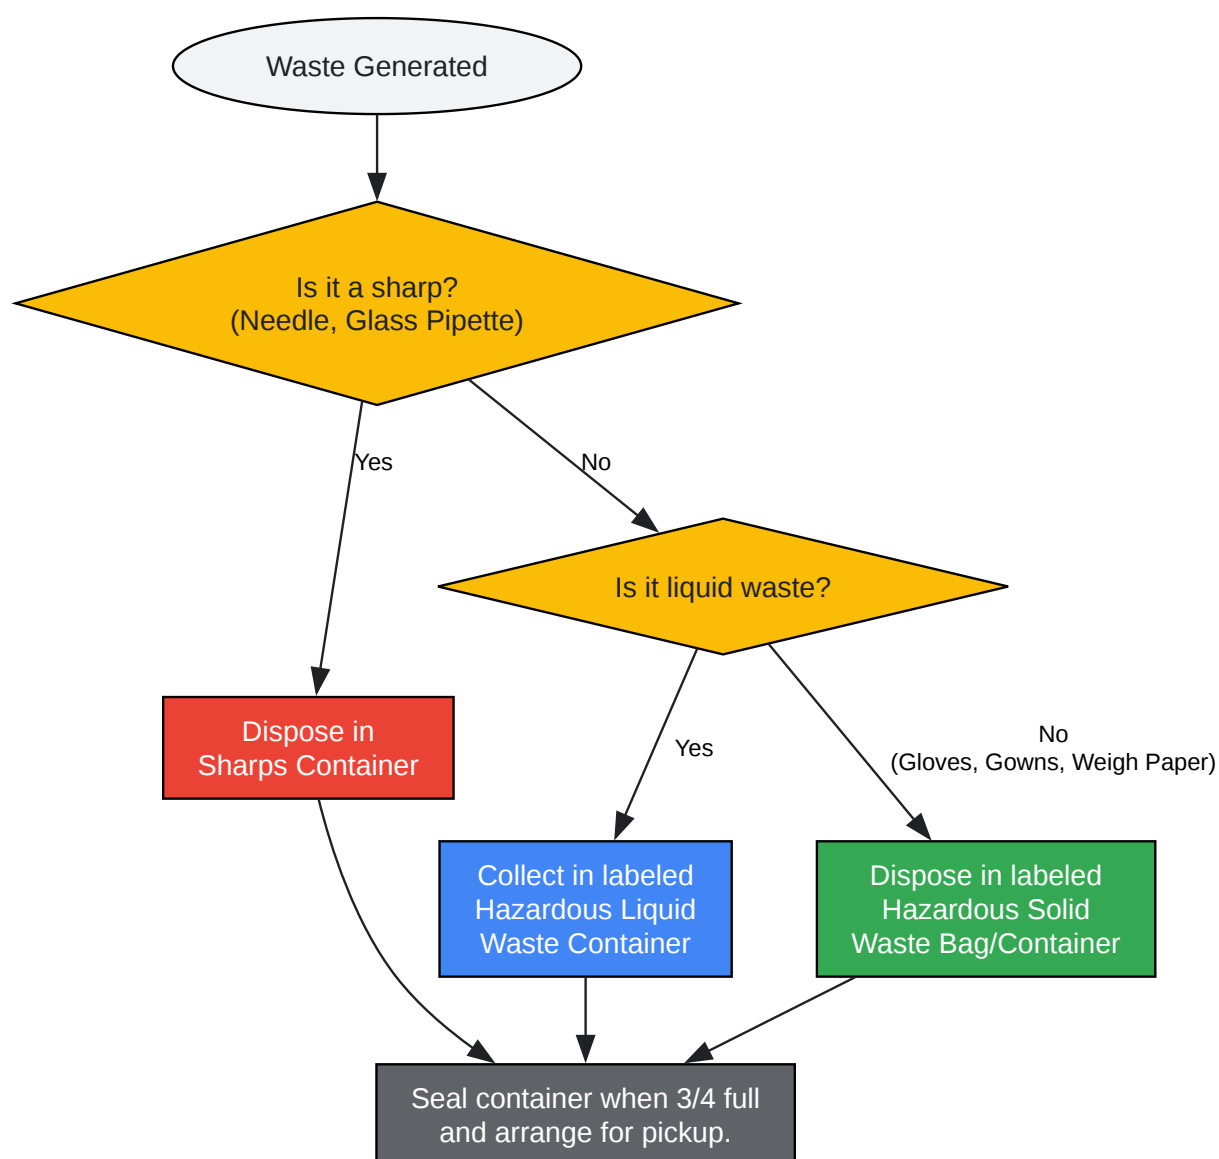 Waste Generated
Is it a sharp?
(Needle, Glass Pipette)
Yes
No
Is it liquid waste?
Dispose in
Sharps Container
Yes
No
(Gloves, Gowns, Weigh Paper)
Collect in labeled
Hazardous Liquid
Waste Container
Dispose in labeled
Hazardous Solid
Waste Bag/Container
Seal container when 3/4 full
and arrange for pickup.